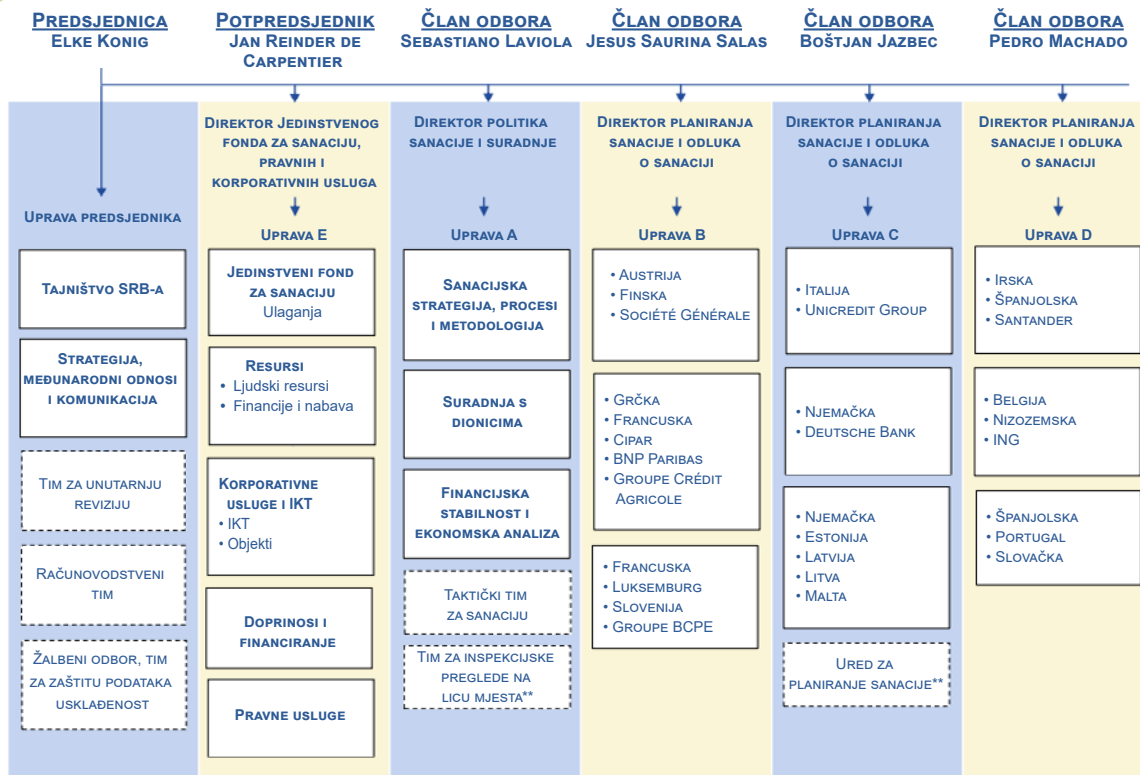 PREDSJEDNICA
ELKE KONIG
POTPREDSJEDNIK
JAN REINDER DE
CARPENTIER
ČLAN ODBORA
SEBASTIANO LAVIOLA
ČLAN ODBORA
JESUS SAURINA SALAS
ČLAN ODBORA
BOŠTJAN JAZBEC
ČLAN ODBORA
PEDRO MACHADO
UPRAVA PREDSJEDNIKA
TAJNIŠTVO SRB-A
STRATEGIJA,
MEĐUNARODNI ODNOSI
I KOMUNIKACIJA
TIM ZA UNUTARNJU
REVIZIJU
RAČUNOVODSTVENI
TIM
ŽALBENI ODBOR, TIM
ZA ZAŠTITU PODATAKA
USKLAĐENOST
DIREKTOR JEDINSTVENOG
FONDA ZA SANACIJU,
PRAVNIH I
KORPORATIVNIH USLUGA
UPRAVA E
JEDINSTVENI FOND
ZA SANACIJU
Ulaganja
RESURSI
• Ljudski resursi
• Financije i nabava
KORPORATIVNE
USLUGE I IKT
• IKT
• Objekti
DOPRINOSI I
FINANCIRANJE
PRAVNE USLUGE
DIREKTOR POLITIKA
SANACIJE I SURADNJE
UPRAVA A
SANACIJSKA
STRATEGIJA, PROCESI
I METODOLOGIJA
SURADNJA S
DIONICIMA
FINANCIJSKA
STABILNOST I
EKONOMSKA ANALIZA
TAKTIČKI TIM
ZA SANACIJU
TIM ZA INSPEKCIJSKE
PREGLEDE NA
LICU MJESTA**
DIREKTOR PLANIRANJA
SANACIJE I ODLUKA
O SANACIJI
UPRAVA B
• AUSTRIJA
• FINSKA
• SOCIÉTÉ GÉNÉRALE
• GRČKA
• FRANCUSKA
• CIPAR
• BNP PARIBAS
• GROUPE CRÉDIT
AGRICOLE
• FRANCUSKA
• LUKSEMBURG
• SLOVENIJA
• GROUPE BCPE
DIREKTOR PLANIRANJA
SANACIJE I ODLUKA
O SANACIJI
UPRAVA C
• ITALIJA
• UNICREDIT GROUP
• NJEMAČKA
• DEUTSCHE BANK
• NJEMAČKA
• ESTONIJA
• LATVIJA
• LITVA
• MALTA
URED ZA
PLANIRANJE SANACIJE**
DIREKTOR PLANIRANJA
SANACIJE I ODLUKA
O SANACIJI
UPRAVA D
• IRSKA
• ŠPANJOLSKA
• SANTANDER
• BELGIJA
• NIZOZEMSKA
• ING
• ŠPANJOLSKA
• PORTUGAL
• SLOVAČKA